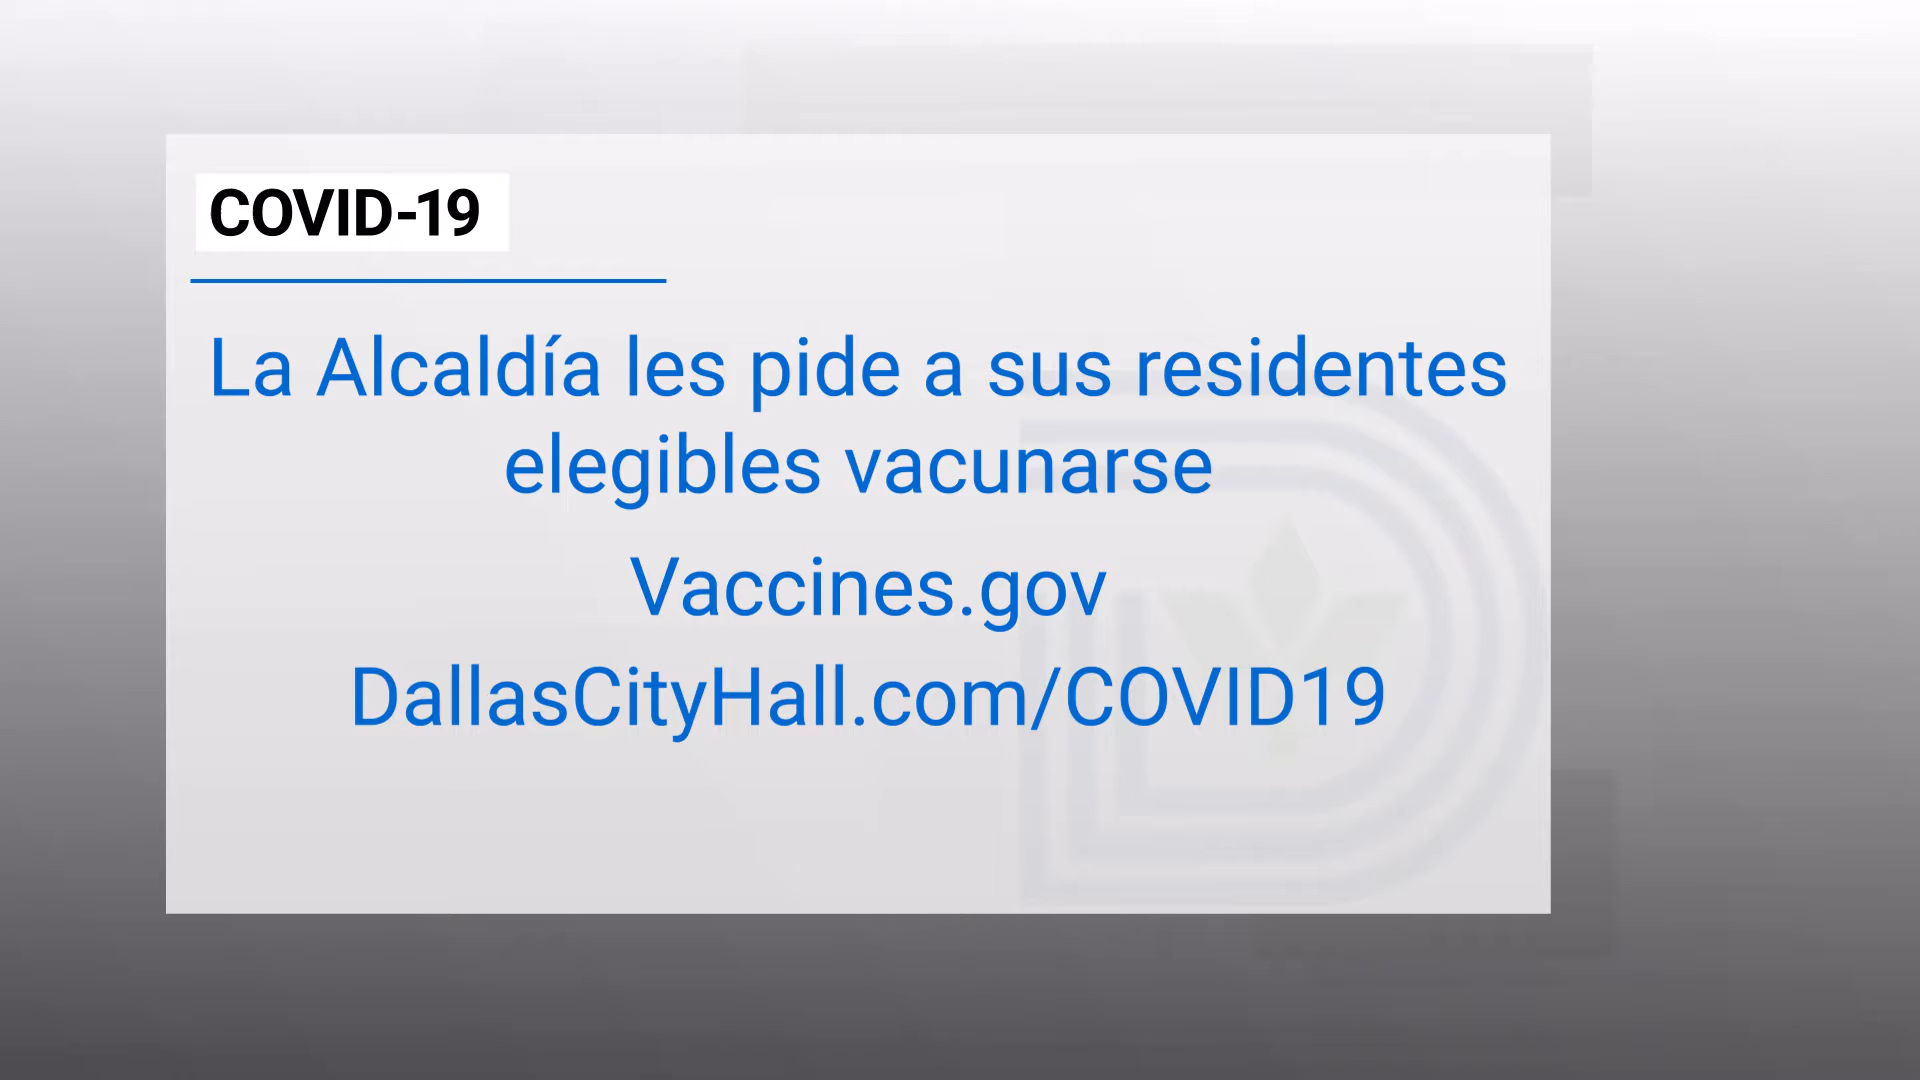 COVID-19
La Alcaldía les pide a sus residentes
elegibles vacunarse
Vaccines.gov
DallasCityHall.com/COVID19